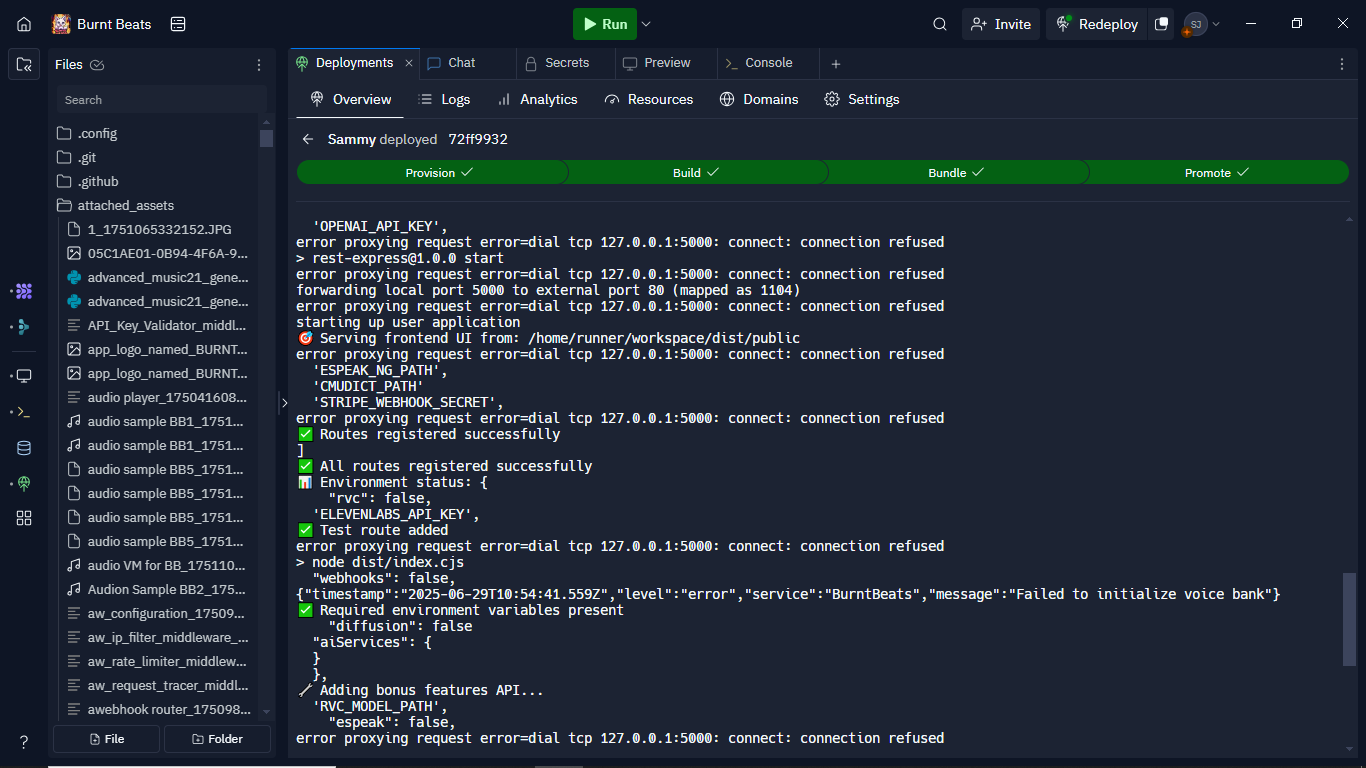 Burnt Beats
Run
Invite
Redeploy
SJ
Files
Deployments
Chat
Secrets
Preview
Console
Search
Overview
Logs
Analytics
Resources
Domains
Settings
Sammy deployed 72ff9932
Provision
Build
Bundle
Promote
.config
.git
.github
attached_assets
1_1751065332152.JPG
05C1AE01-0B94-4F6A-9...
advanced_music21_gene...
advanced_music21_gene...
API_Key_Validator_middl...
app_logo_named_BURNT...
app_logo_named_BURNT...
audio player_175041608...
audio sample BB1_1751...
audio sample BB1_1751...
audio sample BB5_1751...
audio sample BB5_1751...
audio sample BB5_1751...
audio sample BB5_1751...
audio VM for BB_175110...
Audion Sample BB2_175...
aw_configuration_17509...
aw_ip_filter_middleware_...
aw_rate_limiter_middlew...
aw_request_tracer_middl...
awebhook router_175098...
File
Folder
'OPENAI_API_KEY',
error proxying request error=dial tcp 127.0.0.1:5000: connect: connection refused
> rest-express@1.0.0 start
error proxying request error=dial tcp 127.0.0.1:5000: connect: connection refused
forwarding local port 5000 to external port 80 (mapped as 1104)
error proxying request error=dial tcp 127.0.0.1:5000: connect: connection refused
starting up user application
🎯 Serving frontend UI from: /home/runner/workspace/dist/public
error proxying request error=dial tcp 127.0.0.1:5000: connect: connection refused
'ESPEAK_NG_PATH',
'CMUDICT_PATH'
'STRIPE_WEBHOOK_SECRET',
error proxying request error=dial tcp 127.0.0.1:5000: connect: connection refused
✅ Routes registered successfully
]
✅ All routes registered successfully
📊 Environment status: {
"rvc": false,
'ELEVENLABS_API_KEY',
✅ Test route added
error proxying request error=dial tcp 127.0.0.1:5000: connect: connection refused
> node dist/index.cjs
"webhooks": false,
{"timestamp":"2025-06-29T10:54:41.559Z","level":"error","service":"BurntBeats","message":"Failed to initialize voice bank"}
✅ Required environment variables present
"diffusion": false
"aiServices": {
}
},
🔧 Adding bonus features API...
'RVC_MODEL_PATH',
"espeak": false,
error proxying request error=dial tcp 127.0.0.1:5000: connect: connection refused